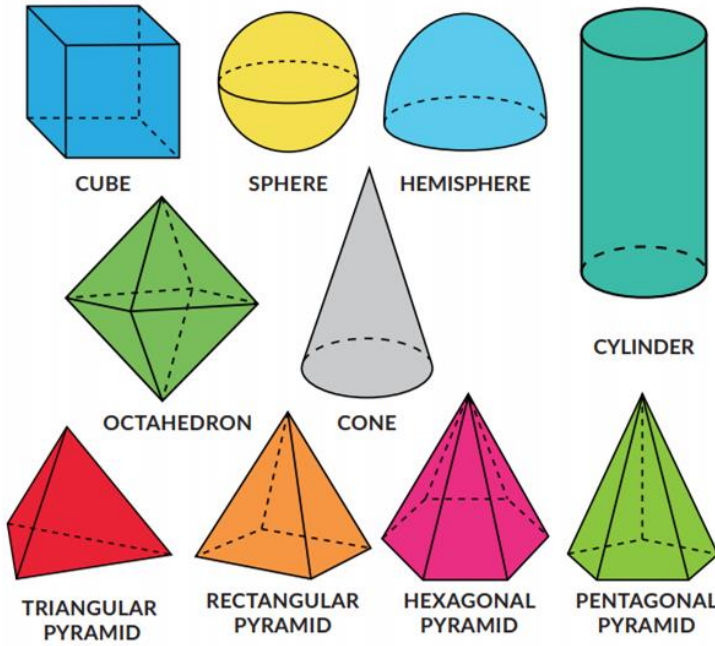 CUBE
SPHERE
HEMISPHERE
CYLINDER
OCTAHEDRON
CONE
TRIANGULAR
PYRAMID
RECTANGULAR
PYRAMID
HEXAGONAL
PYRAMID
PENTAGONAL
PYRAMID